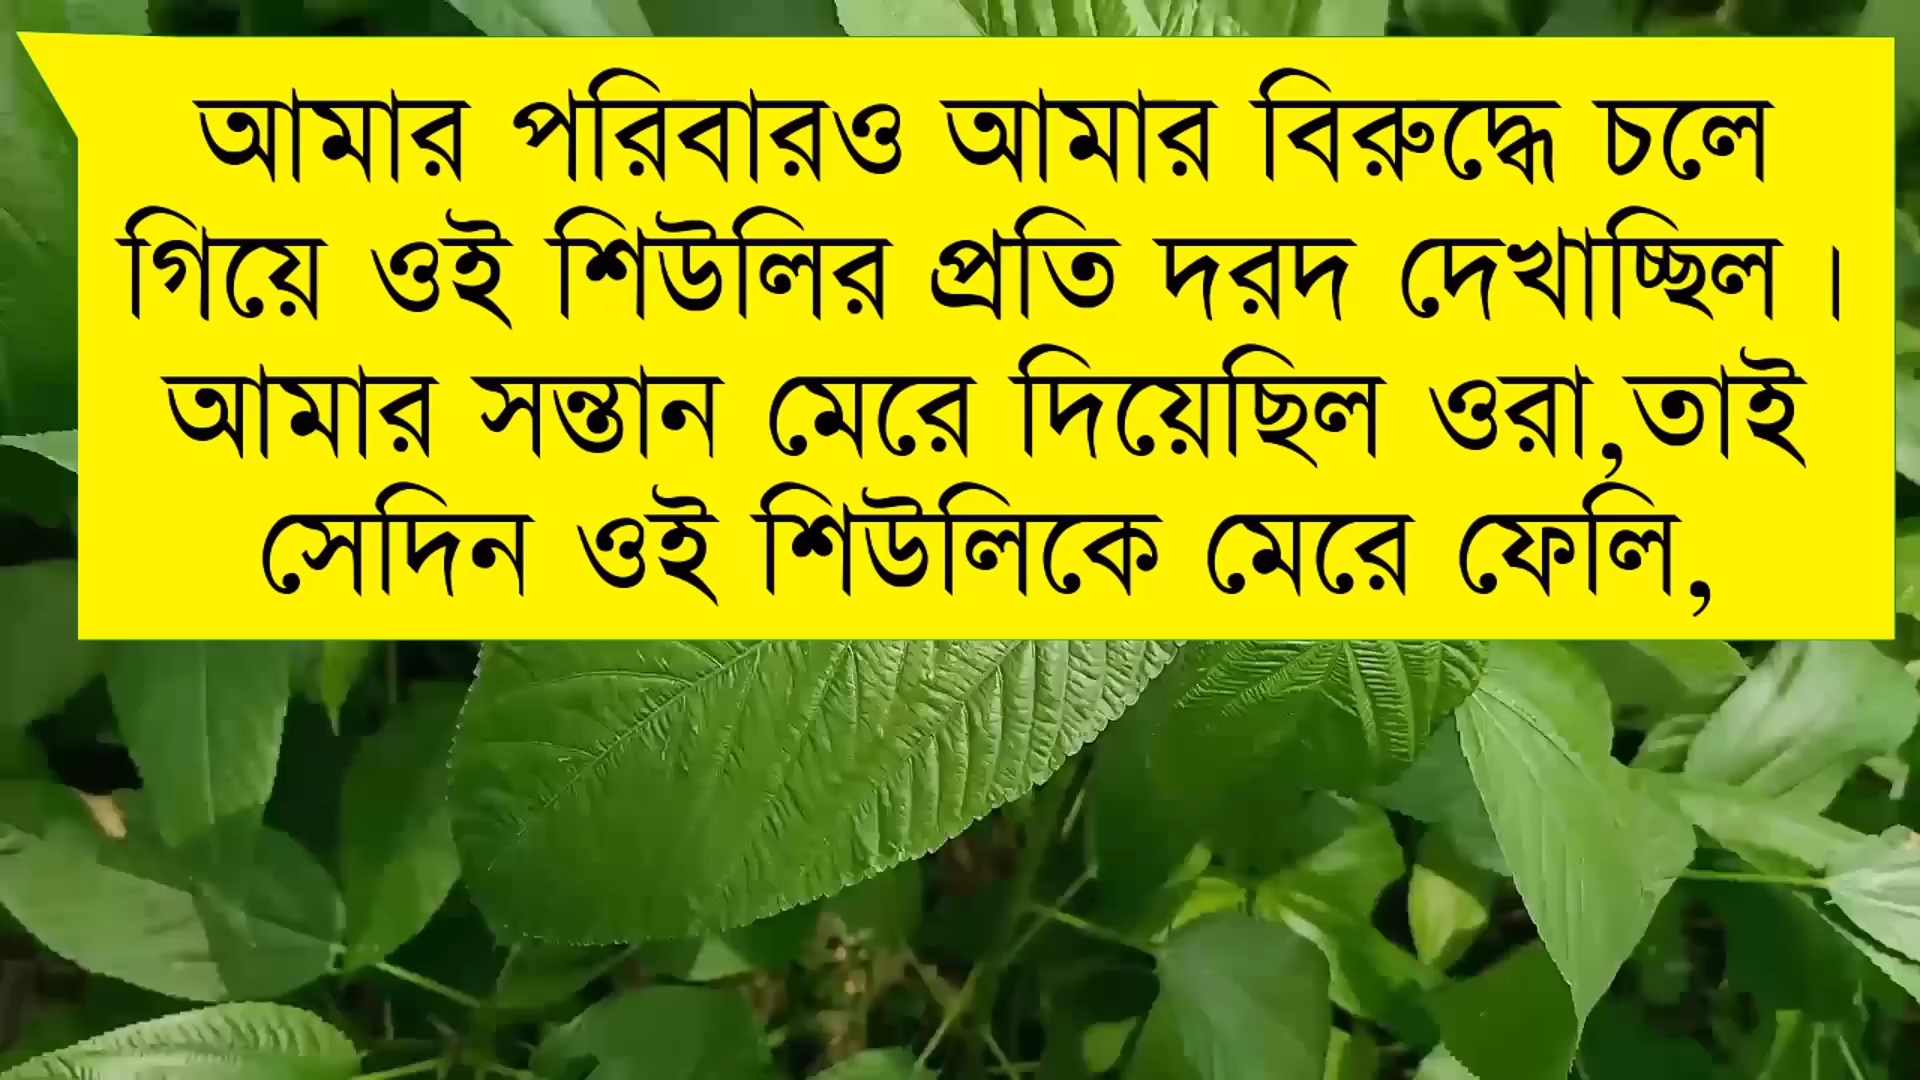 আমার পরিবারও আমার বিরুদ্ধে চলে
গিয়ে ওই শিউলির প্রতি দরদ দেখাচ্ছিল ।
আমার সন্তান মেরে দিয়েছিল ওরা,তাই
সেদিন ওই শিউলিকে মেরে ফেলি,